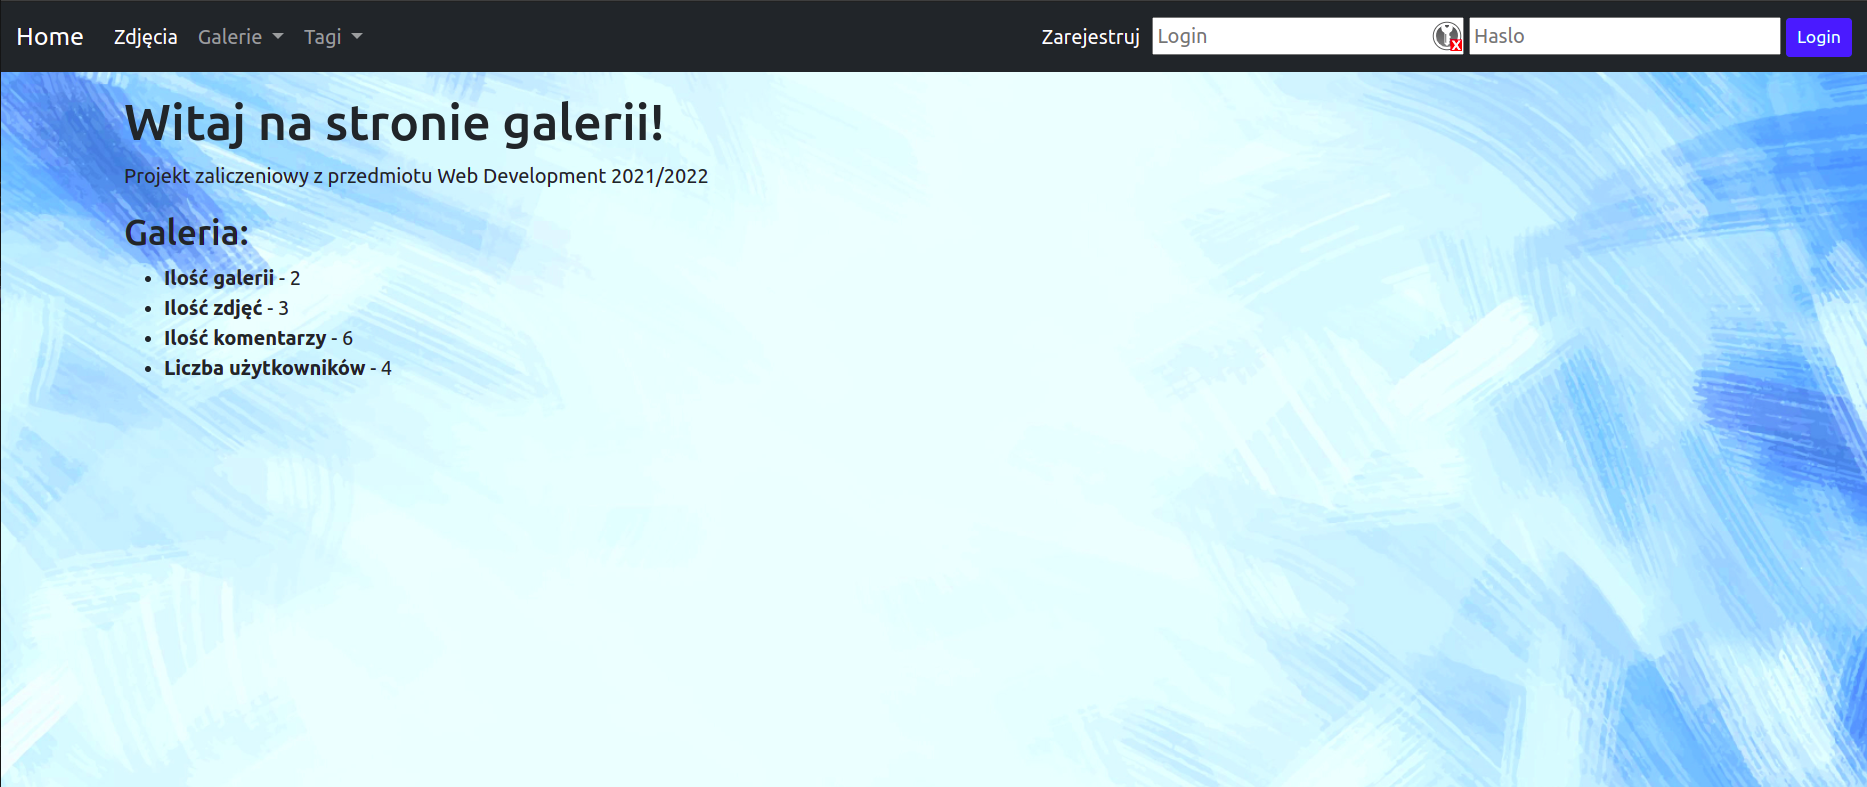 Home Zdjęcia Galerie Tagi Zarejestruj Login Haslo Login
Witaj na stronie galerii!
Projekt zaliczeniowy z przedmiotu Web Development 2021/2022
Galeria:
• Ilość galerii - 2
• Ilość zdjęć - 3
• Ilość komentarzy - 6
• Liczba użytkowników - 4